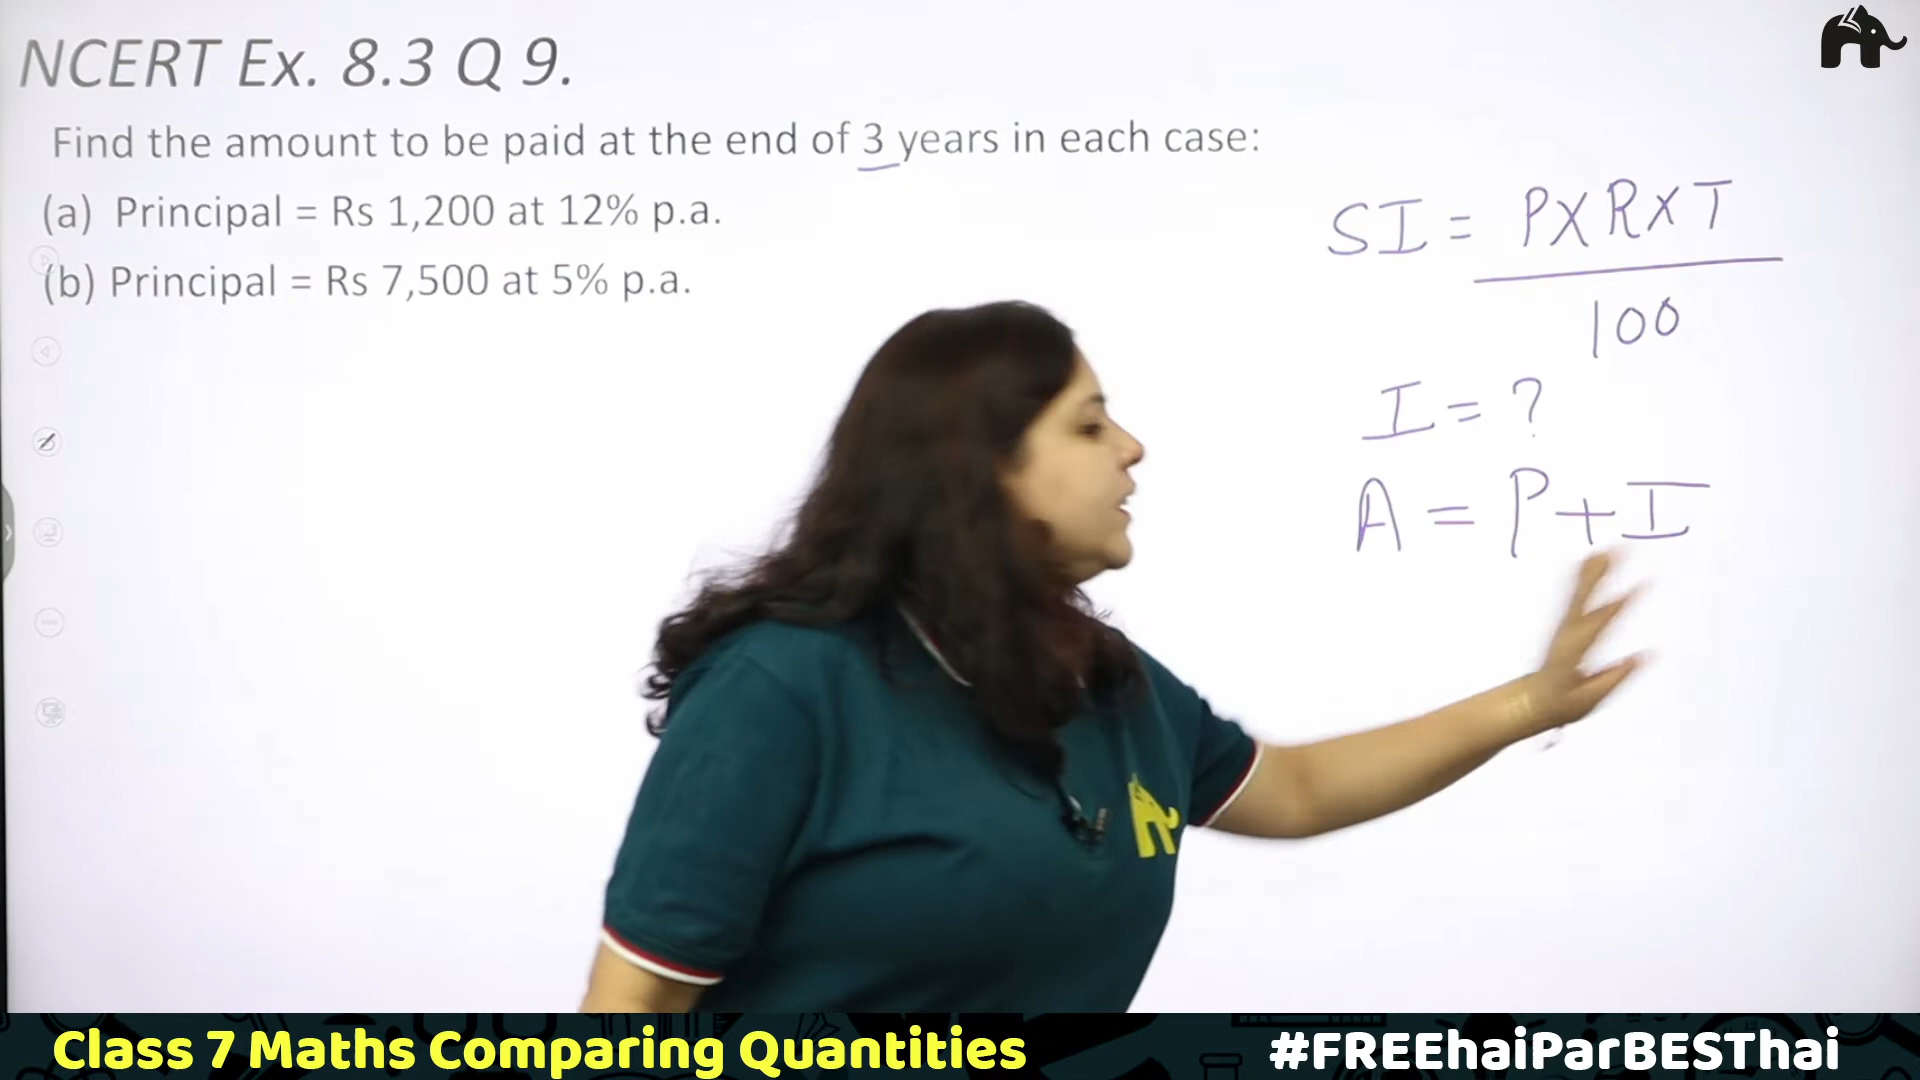 NCERT Ex. 8.3 Q 9.
Find the amount to be paid at the end of 3 years in each case:
(a) Principal = Rs 1,200 at 12% p.a.
(b) Principal = Rs 7,500 at 5% p.a.
SI = PXRXT
100
I = ?
A = P+I
Class 7 Maths Comparing Quantities
#FREEhaiParBESThai